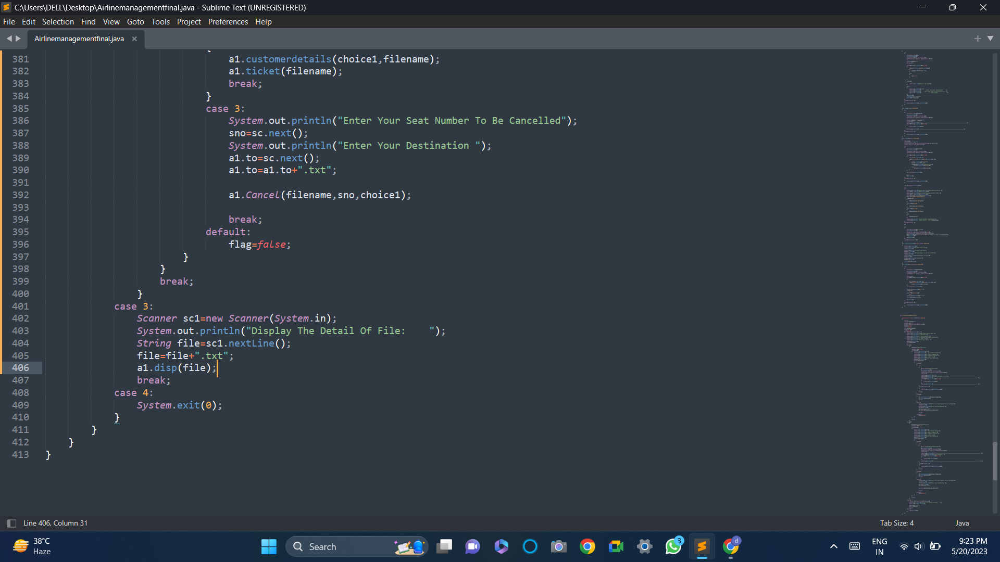 C:\Users\DELL\Desktop\Airlinemanagementfinal.java - Sublime Text (UNREGISTERED)
File Edit Selection Find View Goto Tools Project Preferences Help
Airlinemanagementfinal.java
{
381 a1.customerdetails(choice1,filename);
382 a1.ticket(filename);
383 break;
384 }
385 case 3:
386 System.out.println("Enter Your Seat Number To Be Cancelled");
387 sno=sc.next();
388 System.out.println("Enter Your Destination ");
389 a1.to=sc.next();
390 a1.to=a1.to+".txt";
391
392 a1.Cancel(filename,sno,choice1);
393
394 break;
395 default:
396 flag=false;
397 }
398 }
399 break;
400 }
401 case 3:
402 Scanner sc1=new Scanner(System.in);
403 System.out.println("Display The Detail Of File:    ");
404 String file=sc1.nextLine();
405 file=file+".txt";
406 a1.disp(file);
407 break;
408 case 4:
409 System.exit(0);
410 }
411 }
412 }
413 }
Line 406, Column 31
Tab Size: 4
Java
38°C
Haze
Search
3
d
ENG
IN
9:23 PM
5/20/2023